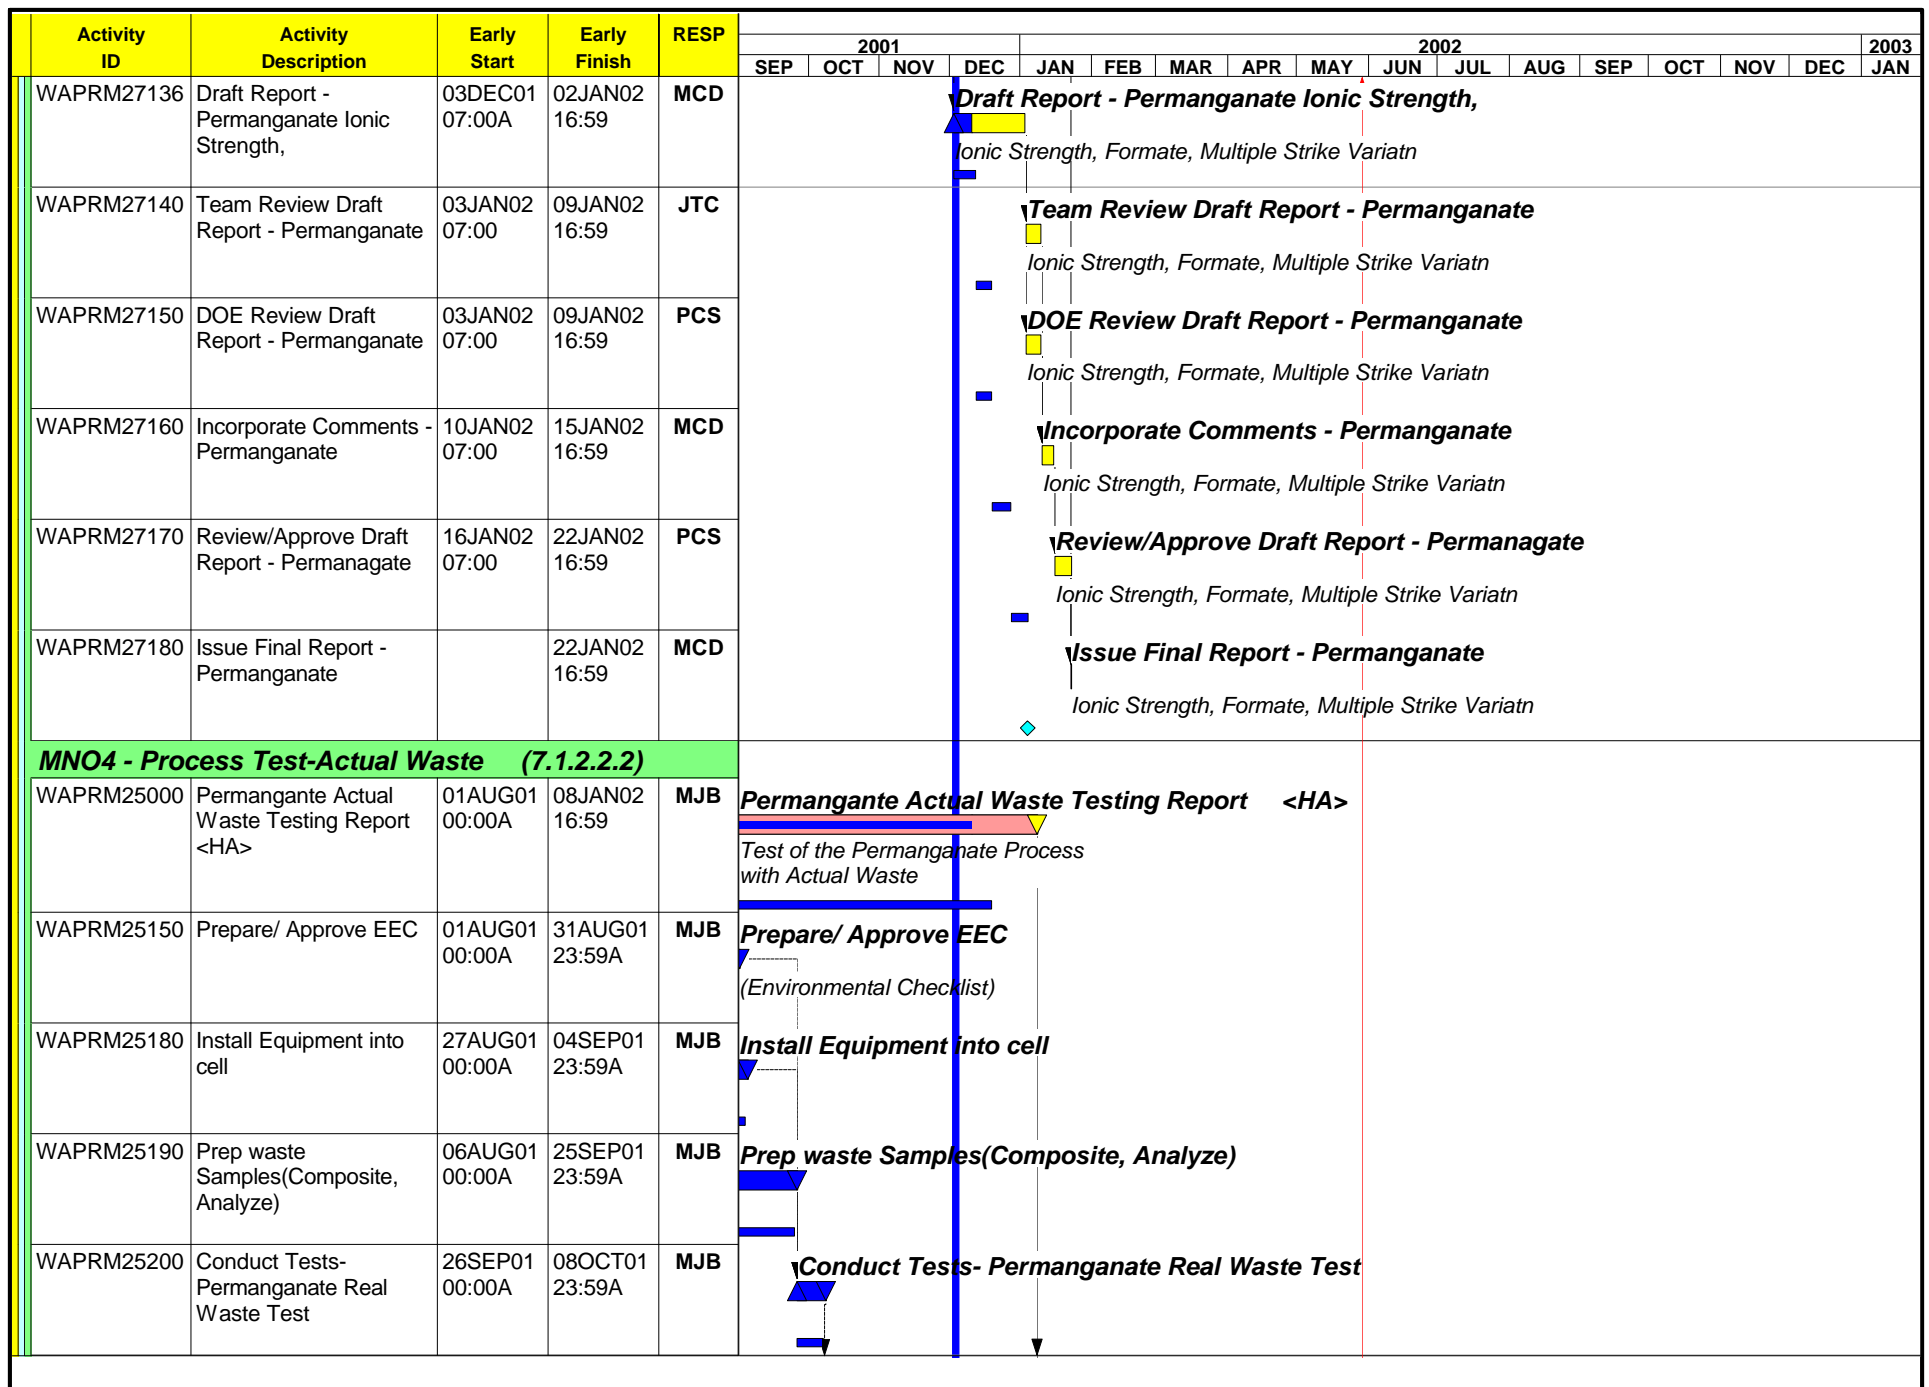 Activity ID Activity Description Early Start Early Finish RESP
2001 2002 2003
SEP OCT NOV DEC JAN FEB MAR APR MAY JUN JUL AUG SEP OCT NOV DEC JAN
WAPRM27136 Draft Report - 03DEC01 02JAN02 MCD
Permanganate Ionic 07:00A 16:59
Strength,
Draft Report - Permanganate Ionic Strength,
Ionic Strength, Formate, Multiple Strike Variatn
WAPRM27140 Team Review Draft 03JAN02 09JAN02 JTC
Report - Permanganate 07:00 16:59
Team Review Draft Report - Permanganate
Ionic Strength, Formate, Multiple Strike Variatn
WAPRM27150 DOE Review Draft 03JAN02 09JAN02 PCS
Report - Permanganate 07:00 16:59
DOE Review Draft Report - Permanganate
Ionic Strength, Formate, Multiple Strike Variatn
WAPRM27160 Incorporate Comments - 10JAN02 15JAN02 MCD
Permanganate 07:00 16:59
Incorporate Comments - Permanganate
Ionic Strength, Formate, Multiple Strike Variatn
WAPRM27170 Review/Approve Draft 16JAN02 22JAN02 PCS
Report - Permanagate 07:00 16:59
Review/Approve Draft Report - Permanagate
Ionic Strength, Formate, Multiple Strike Variatn
WAPRM27180 Issue Final Report - 22JAN02 MCD
Permanganate 16:59
Issue Final Report - Permanganate
Ionic Strength, Formate, Multiple Strike Variatn
MNO4 - Process Test-Actual Waste (7.1.2.2.2)
WAPRM25000 Permangante Actual 01AUG01 08JAN02 MJB
Waste Testing Report 00:00A 16:59
<HA>
Permangante Actual Waste Testing Report <HA>
Test of the Permanganate Process
with Actual Waste
WAPRM25150 Prepare/ Approve EEC 01AUG01 31AUG01 MJB
00:00A 23:59A
Prepare/ Approve EEC
(Environmental Checklist)
WAPRM25180 Install Equipment into 27AUG01 04SEP01 MJB
cell 00:00A 23:59A
Install Equipment into cell
WAPRM25190 Prep waste 06AUG01 25SEP01 MJB
Samples(Composite, 00:00A 23:59A
Analyze)
Prep waste Samples(Composite, Analyze)
WAPRM25200 Conduct Tests- 26SEP01 08OCT01 MJB
Permanganate Real 00:00A 23:59A
Waste Test
Conduct Tests- Permanganate Real Waste Test